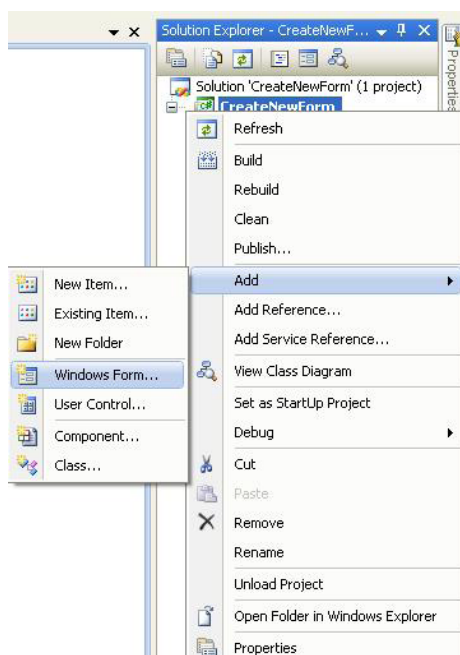 Solution Explorer - CreateNewF...
Properties
Solution 'CreateNewForm' (1 project)
CreateNewForm
Refresh
Build
Rebuild
Clean
Publish...
Add
Add Reference...
Add Service Reference...
View Class Diagram
Set as StartUp Project
Debug
Cut
Paste
Remove
Rename
Unload Project
Open Folder in Windows Explorer
Properties
New Item...
Existing Item...
New Folder
Windows Form...
User Control...
Component...
Class...